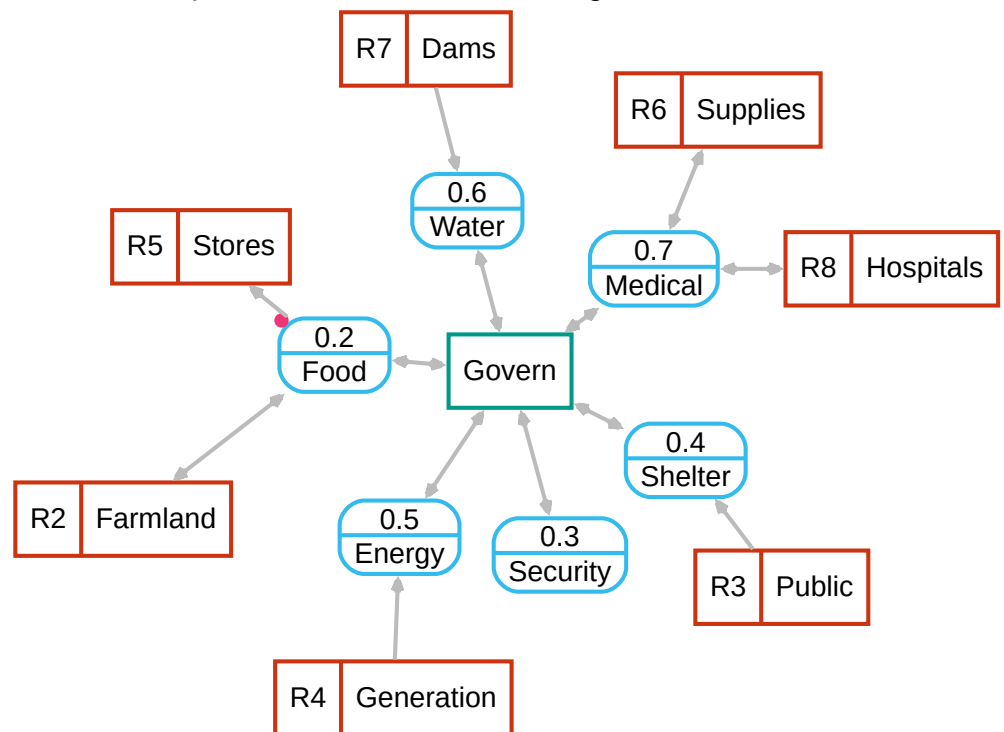 R7 Dams
R6 Supplies
0.6
Water
R5 Stores
0.7
Medical
R8 Hospitals
0.2
Food
Govern
0.4
Shelter
R2 Farmland
0.5
Energy
0.3
Security
R3 Public
R4 Generation